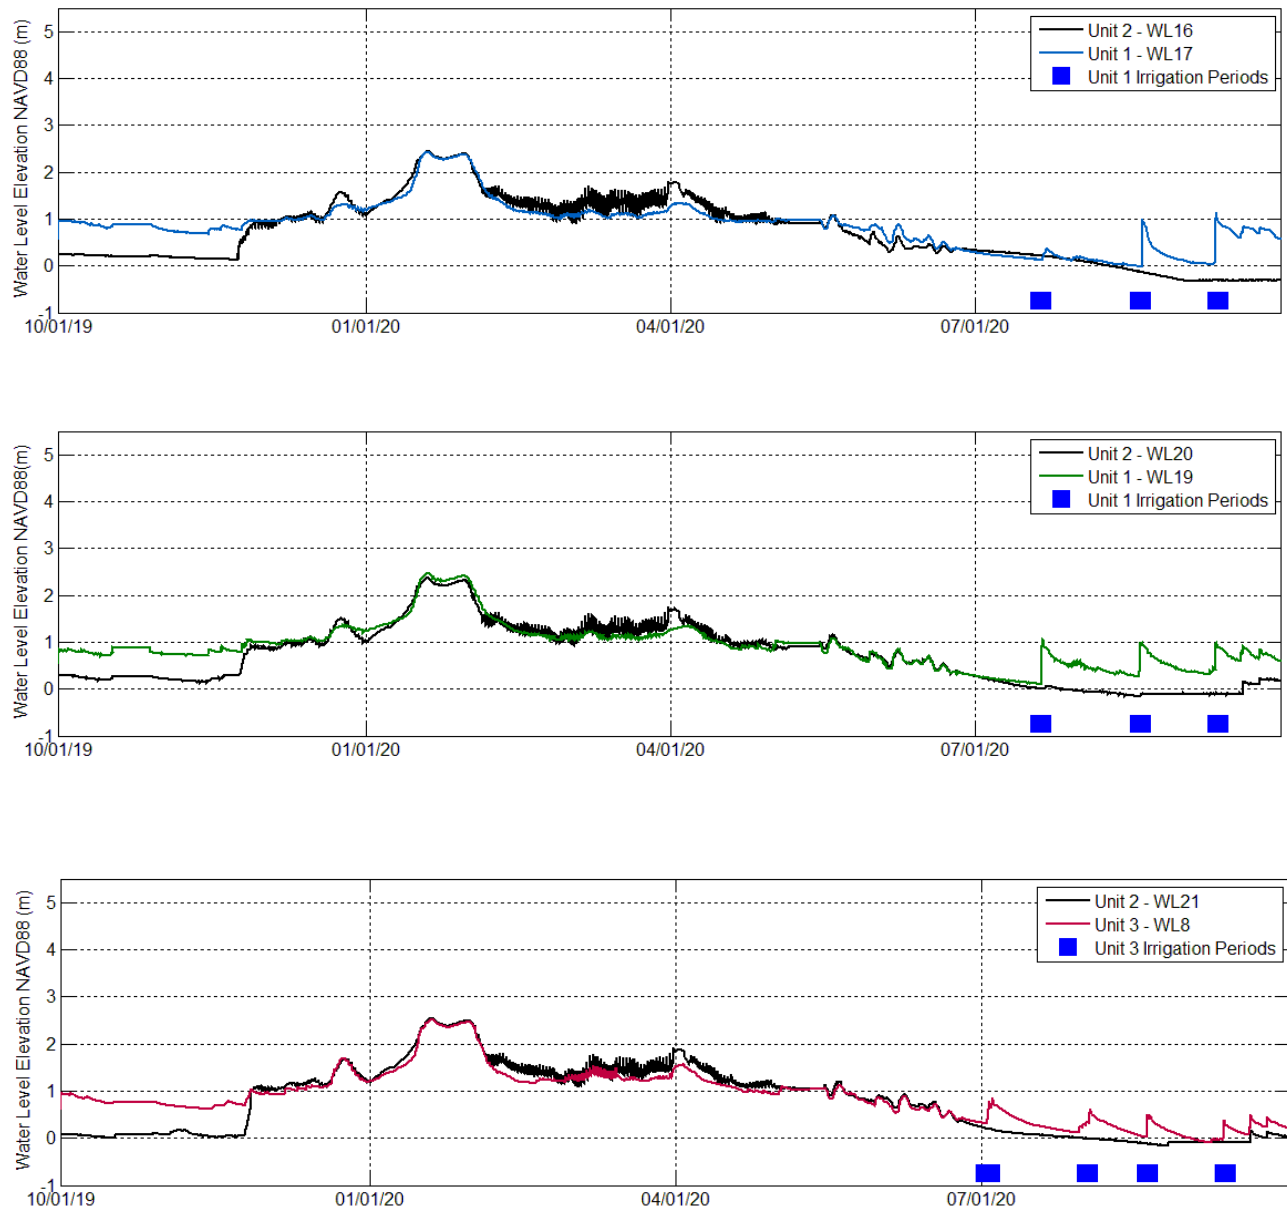 Water Level Elevation NAVD88 (m)
5
4
3
2
1
0
-1
10/01/19 01/01/20 04/01/20 07/01/20
Unit 2 - WL16
Unit 1 - WL17
Unit 1 Irrigation Periods
Water Level Elevation NAVD88(m)
5
4
3
2
1
0
-1
10/01/19 01/01/20 04/01/20 07/01/20
Unit 2 - WL20
Unit 1 - WL19
Unit 1 Irrigation Periods
Water Level Elevation NAVD88 (m)
5
4
3
2
1
0
-1
10/01/19 01/01/20 04/01/20 07/01/20
Unit 2 - WL21
Unit 3 - WL8
Unit 3 Irrigation Periods